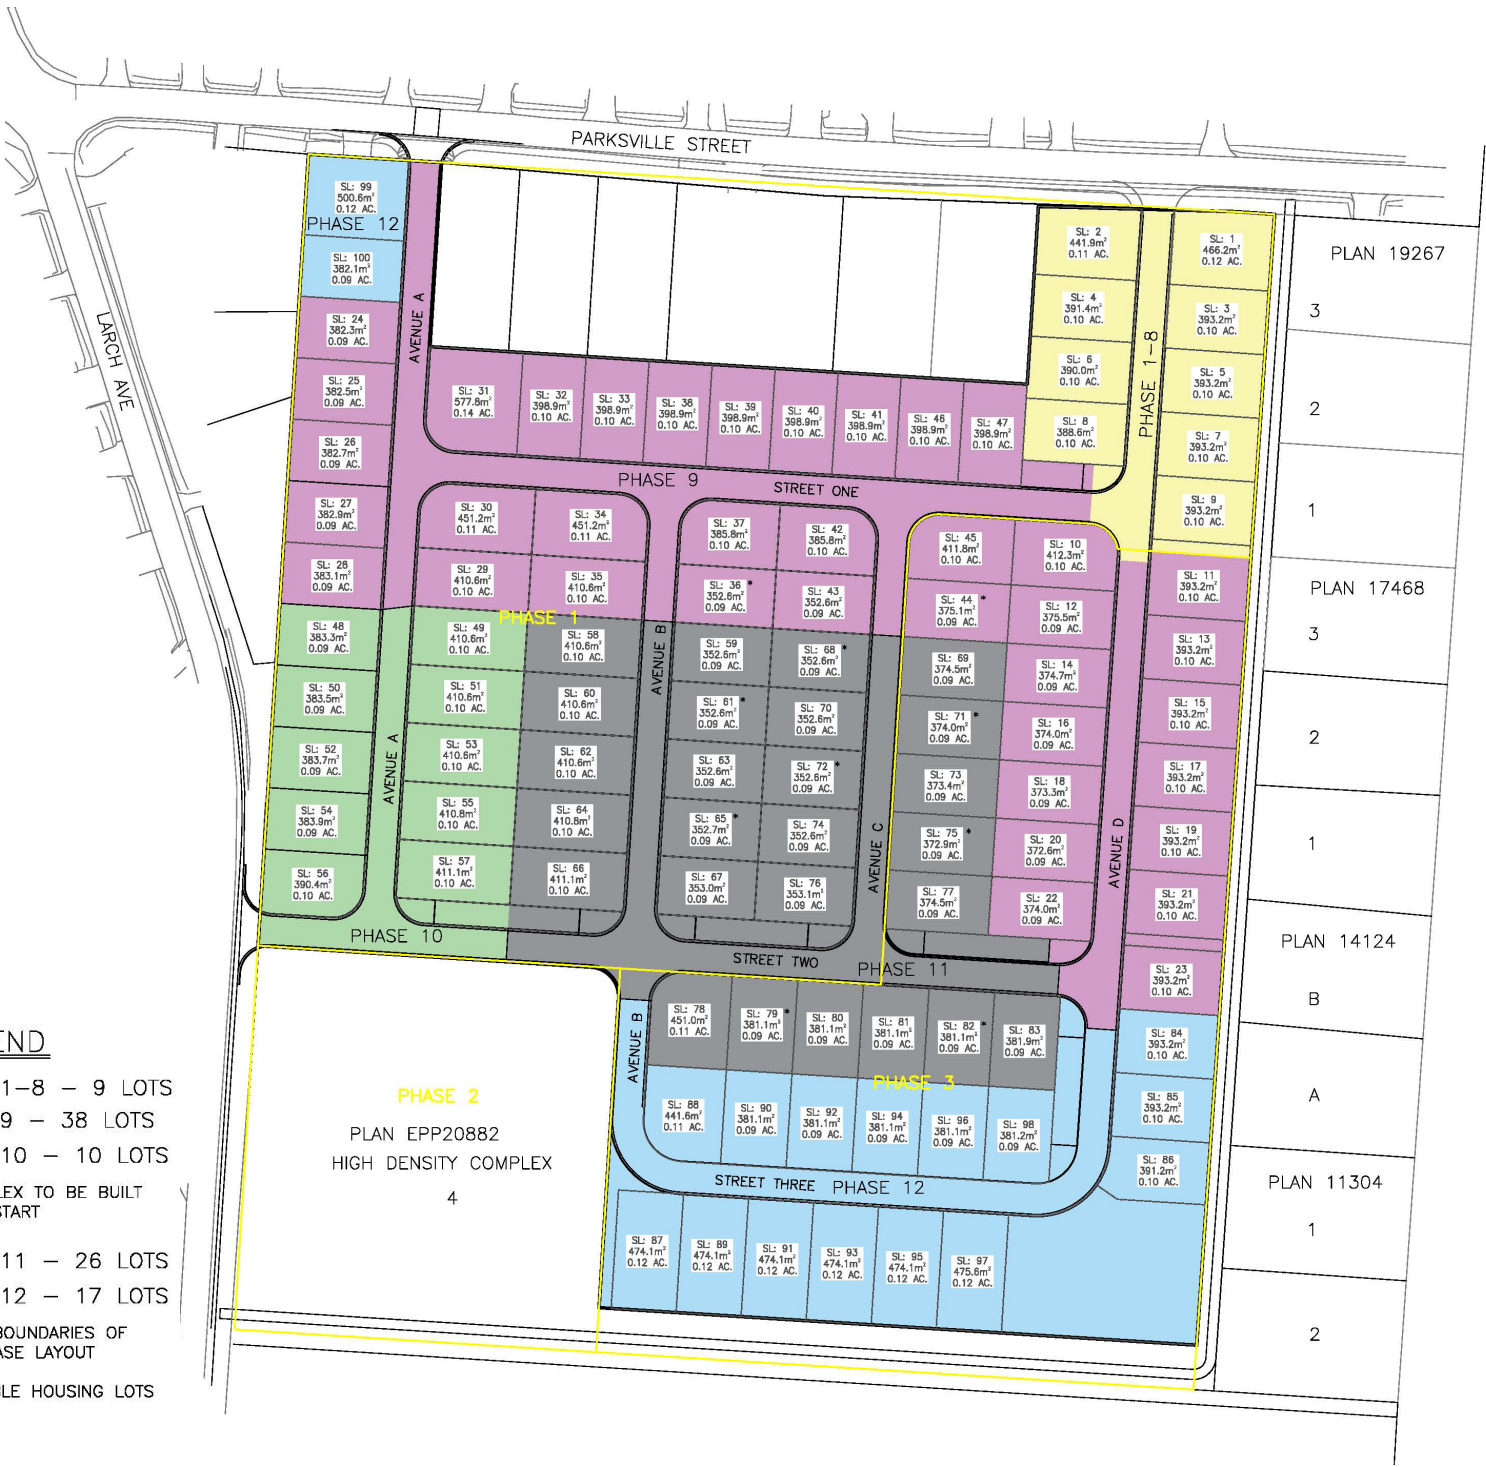 PARKSVILLE STREET
LARCH AVE
SL: 99
500.6m²
0.12 AC.
PHASE 12
SL: 100
382.1m²
0.09 AC.
AVENUE A
SL: 2
441.9m²
0.11 AC.
SL: 1
466.2m²
0.12 AC.
PLAN 19267
SL: 4
391.4m²
0.10 AC.
SL: 3
393.2m²
0.10 AC.
3
PHASE 1-8
SL: 24
382.3m²
0.09 AC.
SL: 6
390.0m²
0.10 AC.
SL: 5
393.2m²
0.10 AC.
SL: 25
382.5m²
0.09 AC.
SL: 31
577.8m²
0.14 AC.
SL: 32
398.9m²
0.10 AC.
SL: 33
398.9m²
0.10 AC.
SL: 38
398.9m²
0.10 AC.
SL: 39
398.9m²
0.10 AC.
SL: 40
398.9m²
0.10 AC.
SL: 41
398.9m²
0.10 AC.
SL: 46
398.9m²
0.10 AC.
SL: 47
398.9m²
0.10 AC.
SL: 8
388.6m²
0.10 AC.
2
SL: 7
393.2m²
0.10 AC.
SL: 26
382.7m²
0.09 AC.
PHASE 9
STREET ONE
SL: 9
393.2m²
0.10 AC.
1
SL: 27
382.9m²
0.09 AC.
SL: 30
451.2m²
0.11 AC.
SL: 34
451.2m²
0.11 AC.
SL: 37
385.8m²
0.10 AC.
SL: 42
385.8m²
0.10 AC.
SL: 45
411.8m²
0.10 AC.
SL: 10
412.3m²
0.10 AC.
SL: 28
383.1m²
0.09 AC.
SL: 29
410.6m²
0.10 AC.
SL: 35
410.6m²
0.10 AC.
SL: 36 *
352.6m²
0.09 AC.
SL: 43
352.6m²
0.09 AC.
SL: 44 *
375.1m²
0.09 AC.
SL: 12
375.5m²
0.09 AC.
SL: 11
393.2m²
0.10 AC.
PLAN 17468
PHASE 1
SL: 48
383.3m²
0.09 AC.
SL: 49
410.6m²
0.10 AC.
SL: 58
410.6m²
0.10 AC.
AVENUE B
SL: 59
352.6m²
0.09 AC.
SL: 68 *
352.6m²
0.09 AC.
SL: 69
374.5m²
0.09 AC.
SL: 14
374.7m²
0.09 AC.
SL: 13
393.2m²
0.10 AC.
3
SL: 50
383.5m²
0.09 AC.
SL: 51
410.6m²
0.10 AC.
SL: 60
410.6m²
0.10 AC.
SL: 61 *
352.6m²
0.09 AC.
SL: 70
352.6m²
0.09 AC.
SL: 71 *
374.0m²
0.09 AC.
SL: 16
374.0m²
0.09 AC.
SL: 15
393.2m²
0.10 AC.
2
SL: 52
383.7m²
0.09 AC.
AVENUE A
SL: 53
410.6m²
0.10 AC.
SL: 62
410.6m²
0.10 AC.
SL: 63
352.6m²
0.09 AC.
SL: 72 *
352.6m²
0.09 AC.
SL: 73
373.4m²
0.09 AC.
SL: 18
373.3m²
0.09 AC.
SL: 17
393.2m²
0.10 AC.
SL: 54
383.9m²
0.09 AC.
SL: 55
410.8m²
0.10 AC.
SL: 64
410.8m²
0.10 AC.
SL: 65 *
352.7m²
0.09 AC.
SL: 74
352.6m²
0.09 AC.
AVENUE C
SL: 75 *
372.9m²
0.09 AC.
SL: 20
372.6m²
0.09 AC.
AVENUE D
SL: 19
393.2m²
0.10 AC.
1
SL: 56
390.4m²
0.10 AC.
SL: 57
411.1m²
0.10 AC.
SL: 66
411.1m²
0.10 AC.
SL: 67
353.0m²
0.09 AC.
SL: 76
353.1m²
0.09 AC.
SL: 77
374.5m²
0.09 AC.
SL: 22
374.0m²
0.09 AC.
SL: 21
393.2m²
0.10 AC.
PHASE 10
STREET TWO
PHASE 11
PLAN 14124
SL: 23
393.2m²
0.10 AC.
B
AVENUE B
SL: 78
451.0m²
0.11 AC.
SL: 79 *
381.1m²
0.09 AC.
SL: 80
381.1m²
0.09 AC.
SL: 81
381.1m²
0.09 AC.
SL: 82 *
381.1m²
0.09 AC.
SL: 83
381.9m²
0.09 AC.
SL: 84
393.2m²
0.10 AC.
PHASE 3
SL: 88
441.6m²
0.11 AC.
SL: 90
381.1m²
0.09 AC.
SL: 92
381.1m²
0.09 AC.
SL: 94
381.1m²
0.09 AC.
SL: 96
381.1m²
0.09 AC.
SL: 98
381.2m²
0.09 AC.
SL: 85
393.2m²
0.10 AC.
A
PHASE 2
PLAN EPP20882
HIGH DENSITY COMPLEX
4
STREET THREE PHASE 12
SL: 86
391.2m²
0.10 AC.
PLAN 11304
1
SL: 87
474.1m²
0.12 AC.
SL: 89
474.1m²
0.12 AC.
SL: 91
474.1m²
0.12 AC.
SL: 93
474.1m²
0.12 AC.
SL: 95
474.1m²
0.12 AC.
SL: 97
475.6m²
0.12 AC.
2
END
1-8 - 9 LOTS
9 - 38 LOTS
10 - 10 LOTS
LEX TO BE BUILT
START
11 - 26 LOTS
12 - 17 LOTS
BOUNDARIES OF
ASE LAYOUT
BLE HOUSING LOTS